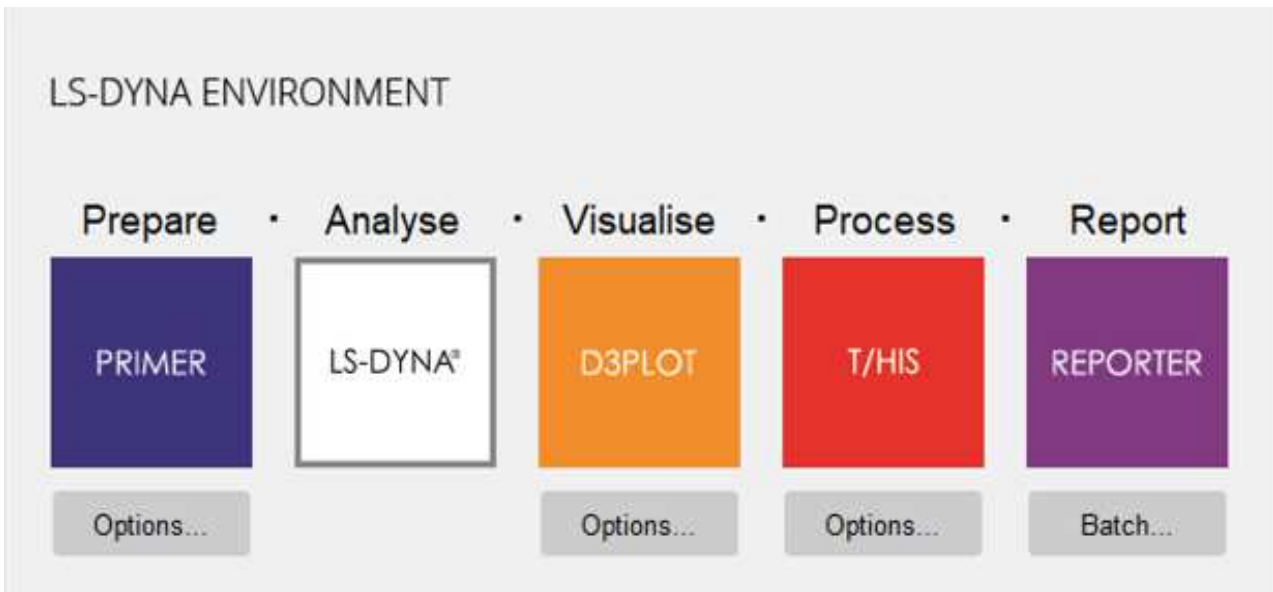 LS-DYNA ENVIRONMENT
Prepare · Analyse · Visualise · Process · Report
PRIMER LS-DYNA® D3PLOT T/HIS REPORTER
Options... Options... Options... Batch...